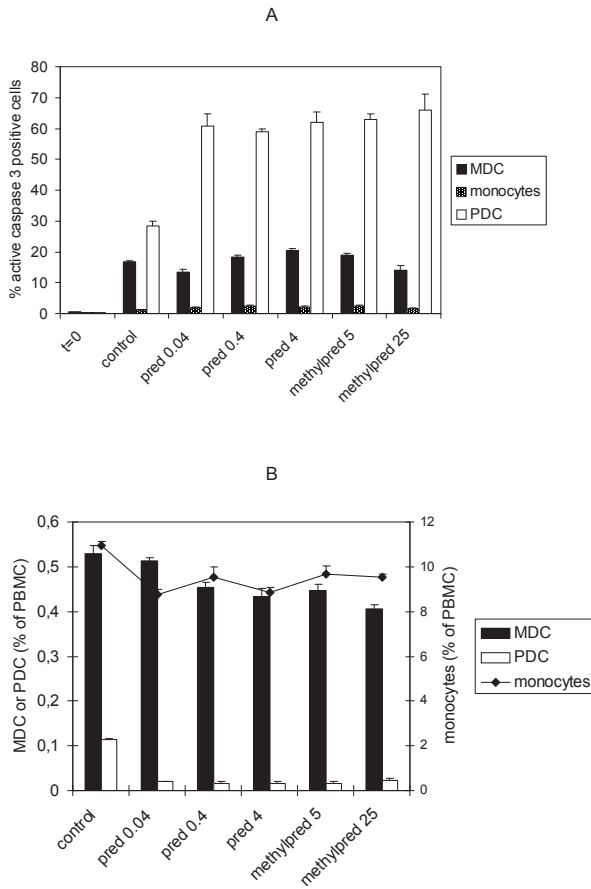 A
% active caspase 3 positive cells
80
70
60
50
40
30
20
10
0
t=0
control
pred 0.04
pred 0.4
pred 4
methylpred 5
methylpred 25
MDC
monocytes
PDC
B
MDC or PDC (% of PBMC)
0,6
0,5
0,4
0,3
0,2
0,1
0
monocytes (% of PBMC)
12
10
8
6
4
2
0
control
pred 0.04
pred 0.4
pred 4
methylpred 5
methylpred 25
MDC
PDC
monocytes